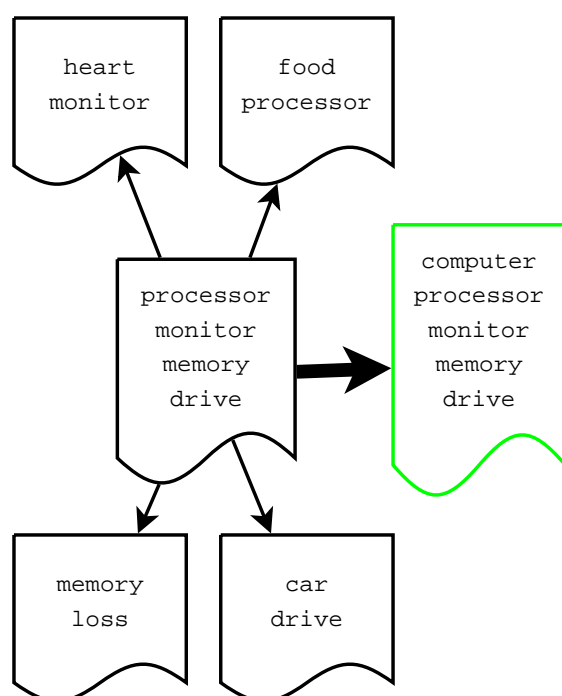 heart
monitor
food
processor
processor
monitor
memory
drive
computer
processor
monitor
memory
drive
memory
loss
car
drive